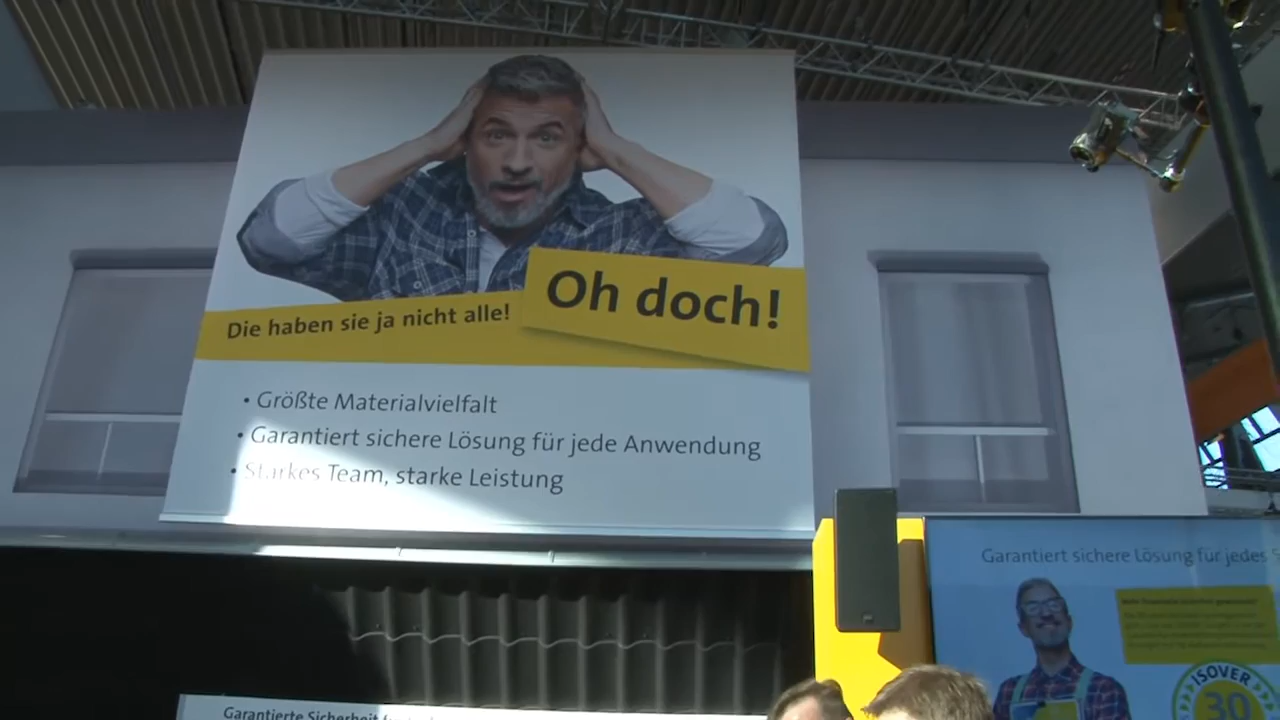 Die haben sie ja nicht alle!
Oh doch!
• Größte Materialvielfalt
• Garantiert sichere Lösung für jede Anwendung
• Starkes Team, starke Leistung
Garantiert sichere Lösung für jedes
ISOVER
30
Garantierte Sicherheit